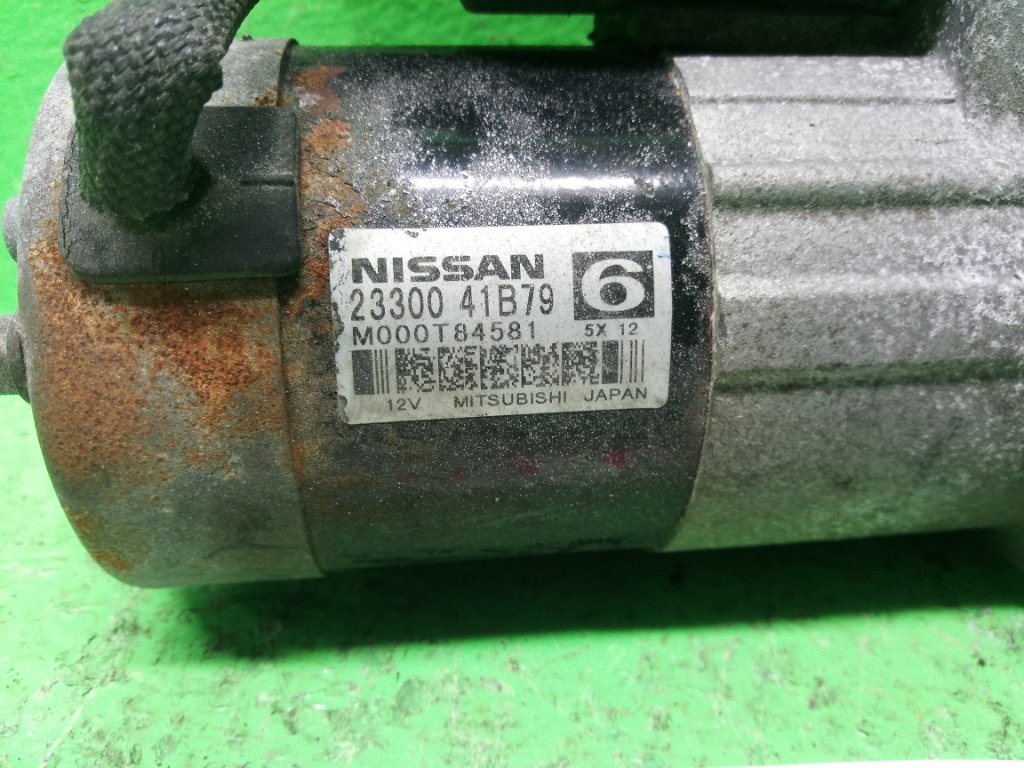 NISSAN 6
23300 41B79
M000T84581 5X 12
12V MITSUBISHI JAPAN